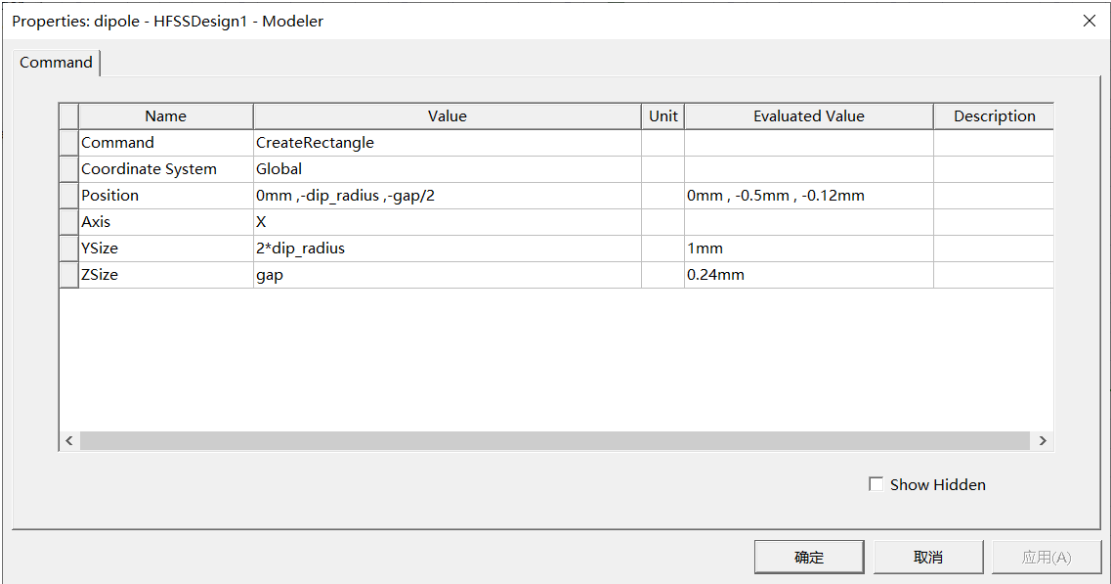 Properties: dipole - HFSSDesign1 - Modeler
Command
Name Value Unit Evaluated Value Description
Command CreateRectangle
Coordinate System Global
Position 0mm ,-dip_radius ,-gap/2 0mm , -0.5mm , -0.12mm
Axis X
YSize 2*dip_radius 1mm
ZSize gap 0.24mm
Show Hidden
确定 取消 应用(A)